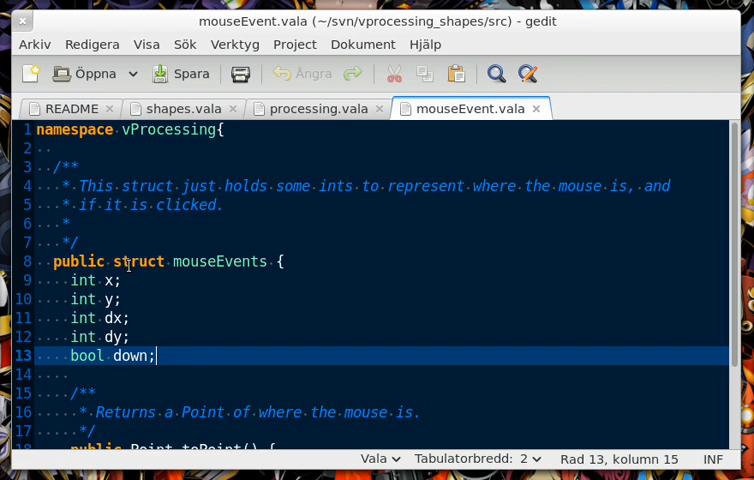 mouseEvent.vala (~/svn/vprocessing_shapes/src) - gedit
Arkiv Redigera Visa Sök Verktyg Project Dokument Hjälp
Öppna Spara Ångra
README shapes.vala processing.vala mouseEvent.vala
1 namespace vProcessing{
2
3 /**
4 * This struct just holds some ints to represent where the mouse is, and
5 * if it is clicked.
6 *
7 */
8 public struct mouseEvents {
9 int x;
10 int y;
11 int dx;
12 int dy;
13 bool down;
14
15 /**
16 * Returns a Point of where the mouse is.
17 */
18 public Point toPoint() {
Vala Tabulatorbredd: 2 Rad 13, kolumn 15 INF